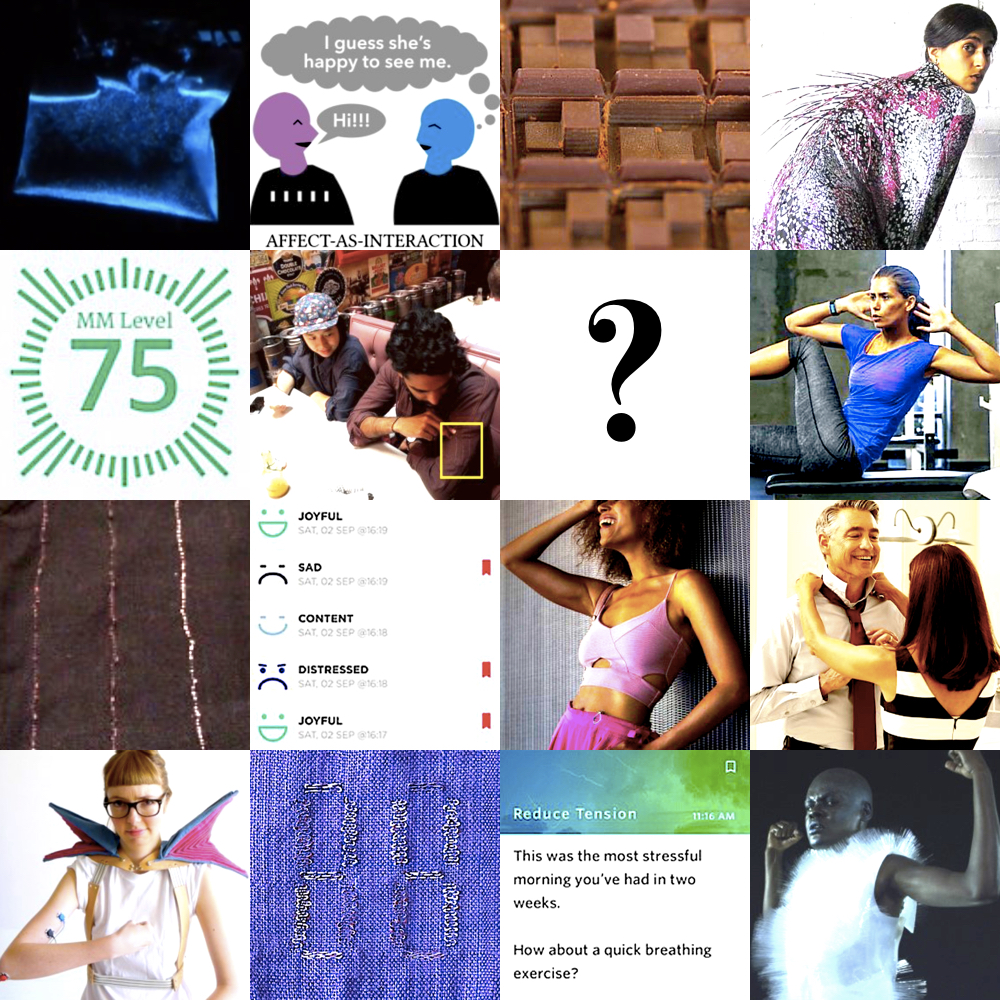 I guess she's
happy to see me.
Hi!!!
AFFECT-AS-INTERACTION
MM Level
75
?
DOUBLE
CHOCOLATE
JOYFUL
SAT, 02 SEP @16:19
SAD
SAT, 02 SEP @16:19
CONTENT
SAT, 02 SEP @16:18
DISTRESSED
SAT, 02 SEP @16:18
JOYFUL
SAT, 02 SEP @16:17
Reduce Tension
11:16 AM
This was the most stressful
morning you've had in two
weeks.
How about a quick breathing
exercise?